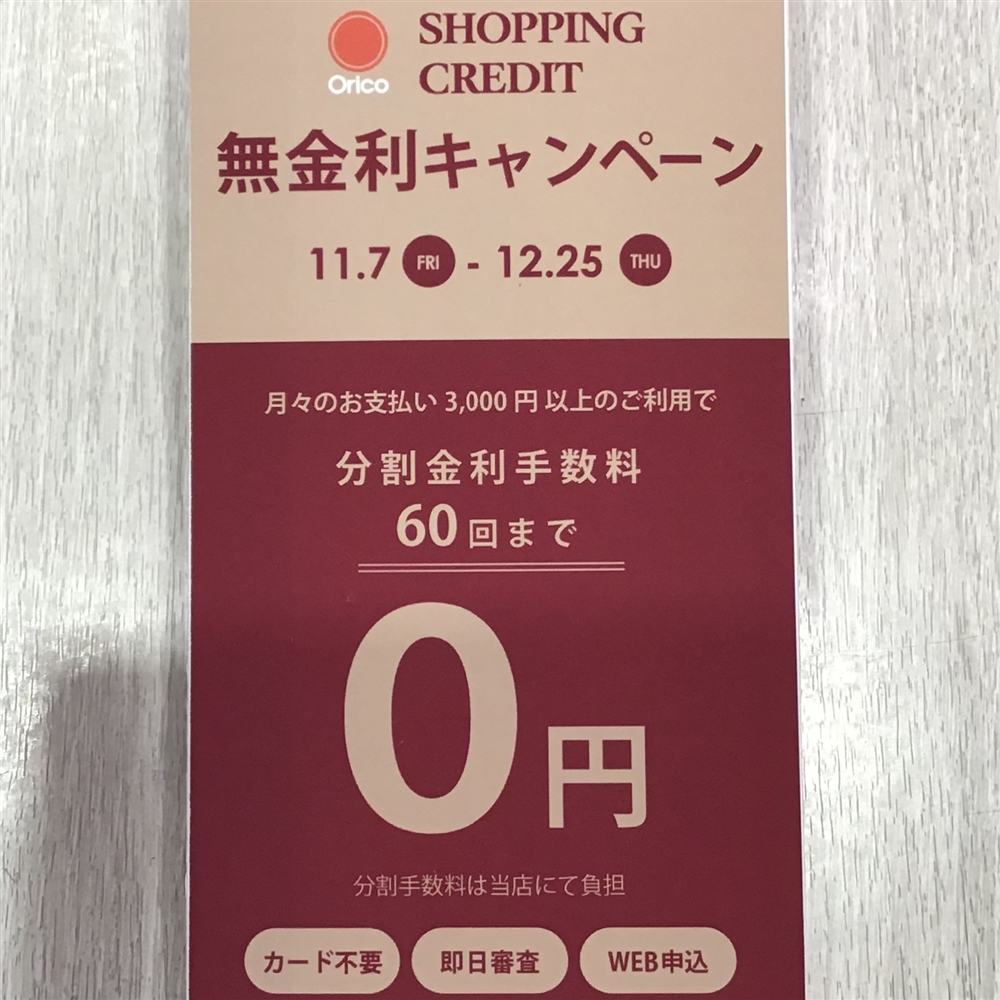 Orico
SHOPPING
CREDIT
無金利キャンペーン
11.7 FRI - 12.25 THU
月々のお支払い 3,000 円 以上のご利用で
分割金利手数料
60回まで
0円
分割手数料は当店にて負担
カード不要 即日審査 WEB申込